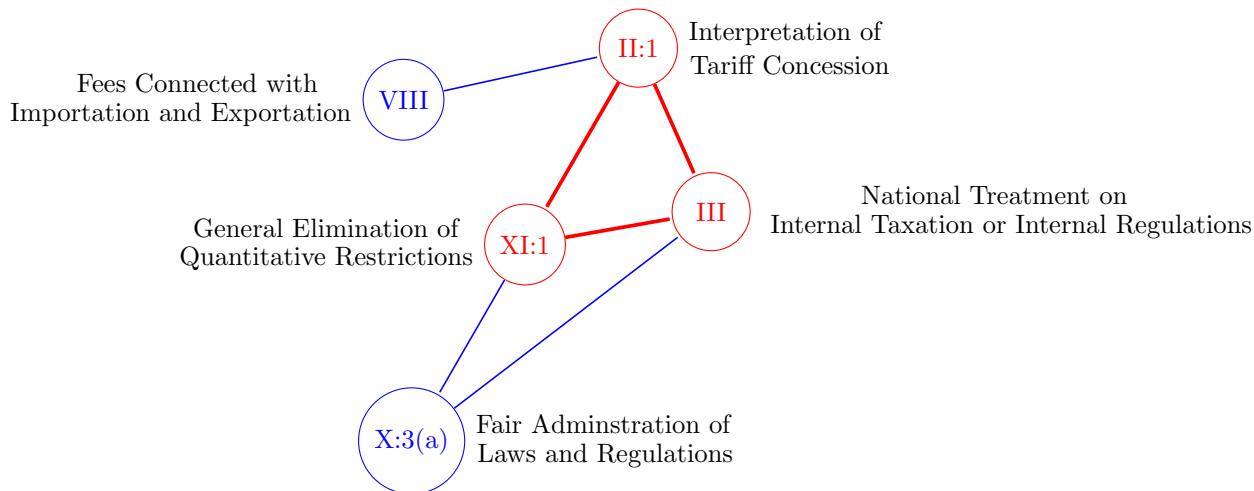 II:1
Interpretation of
Tariff Concession
Fees Connected with
Importation and Exportation
VIII
National Treatment on
Internal Taxation or Internal Regulations
III
General Elimination of
Quantitative Restrictions
XI:1
X:3(a)
Fair Adminstration of
Laws and Regulations